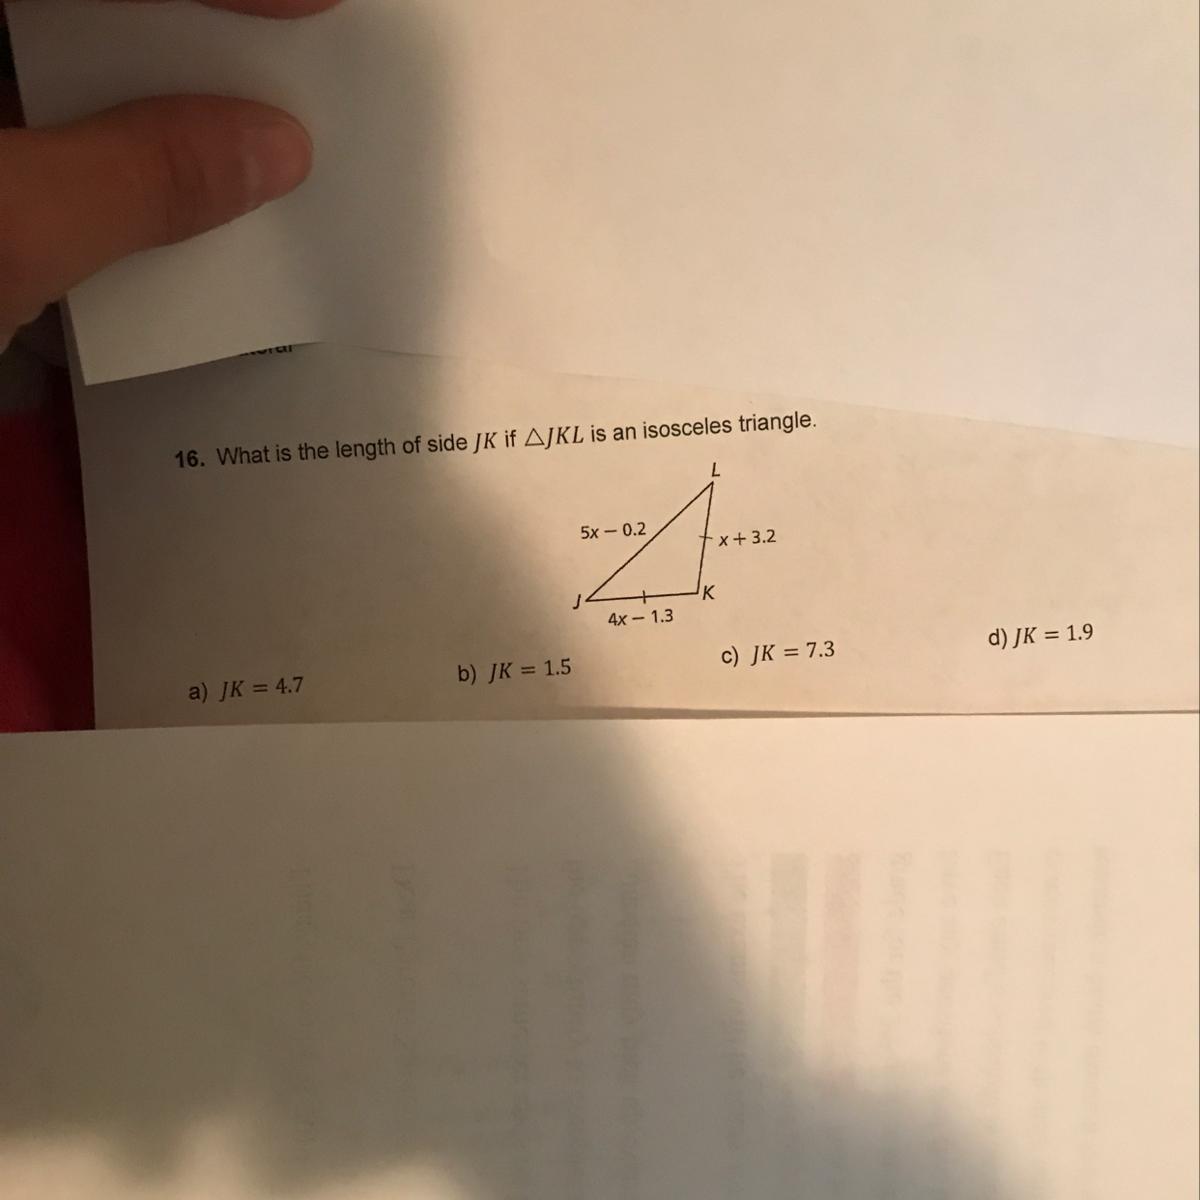 16. What is the length of side JK if △JKL is an isosceles triangle.
L
5x − 0.2
x + 3.2
J
K
4x − 1.3
a) JK = 4.7
b) JK = 1.5
c) JK = 7.3
d) JK = 1.9